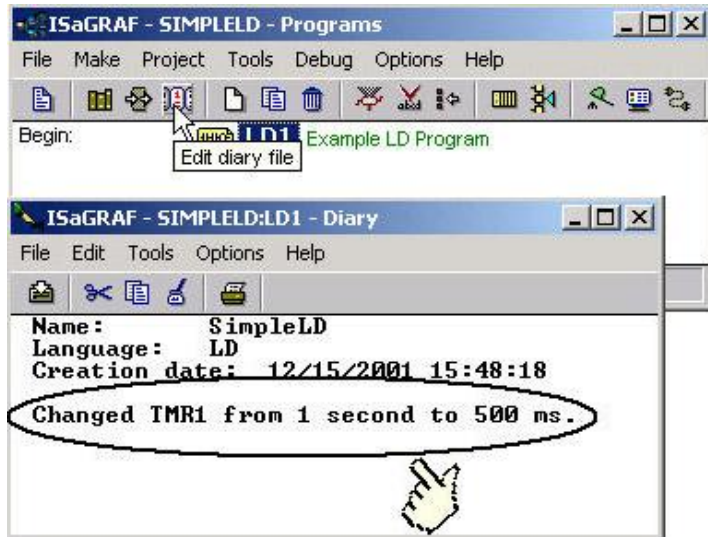 ISaGRAF - SIMPLELD - Programs
File Make Project Tools Debug Options Help
Begin: LD1 Example LD Program
Edit diary file
ISaGRAF - SIMPLELD:LD1 - Diary
File Edit Tools Options Help
Name: SimpleLD
Language: LD
Creation date: 12/15/2001 15:48:18
Changed TMR1 from 1 second to 500 ms.